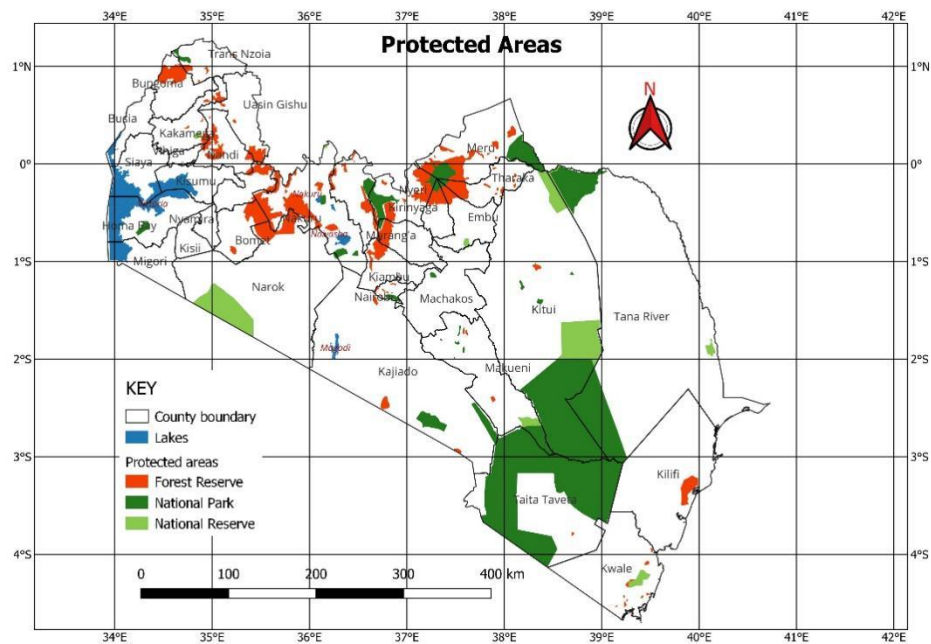 34°E 35°E 36°E 37°E 38°E 39°E 40°E 41°E 42°E
Protected Areas
N
1°N 1°N
0° 0°
1°S 1°S
2°S 2°S
3°S 3°S
4°S 4°S
Trans Nzoia
Bungoma
Uasin Gishu
Busia
Kakamega
Nandi
Siaya
Kisumu
Homa Bay
Nyamira
Kisii
Migori
Bomet
Narok
Nakuru
Nakuru
Naivasha
Nyeri
Kirinyaga
Murang'a
Kiambu
Nairobi
Meru
Tharaka
Embu
Machakos
Kitui
Tana River
Magadi
Kajiado
Makueni
Taita Taveta
Kilifi
Kwale
KEY
County boundary
Lakes
Protected areas
Forest Reserve
National Park
National Reserve
0 100 200 300 400 km
34°E 35°E 36°E 37°E 38°E 39°E 40°E 41°E 42°E